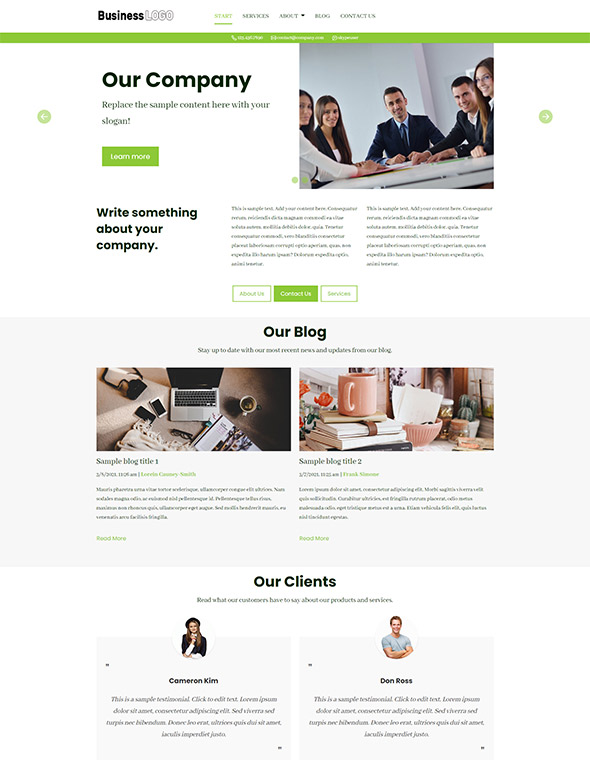 Business LOGO
START SERVICES ABOUT BLOG CONTACT US
contact@company.com
Our Company
Replace the sample content here with your
slogan!
Learn more
Write something
about your
company.
This is sample text. Add your content here. Consequatur
rerum, reiciendis dicta magnam commodi ea vitae
soluta autem, molitia debitis dolor, quia. Tenetur
consequatur commodi, vero blanditiis consectetur
placeat laboriosam corrupti optio aperiam, quas, non
expedita illo harum ipsam? Dolorum expedita optio,
animi tenetur.
This is sample text. Add your content here. Consequatur
rerum, reiciendis dicta magnam commodi ea vitae
soluta autem, molitia debitis dolor, quia. Tenetur
consequatur commodi, vero blanditiis consectetur
placeat laboriosam corrupti optio aperiam, quas, non
expedita illo harum ipsam? Dolorum expedita optio,
animi tenetur.
About Us
Contact Us
Services
Our Blog
Stay up to date with our most recent news and updates from our blog.
Sample blog title 1
5/8/2021, 11:26 am | Lorein Causey-Smith
Mauris pharetra urna vitae tortor scelerisque, ullamcorper congue elit ultrices. Nam
sodales magna odio, ac euismod nisl pellentesque id. Pellentesque tellus risus,
maximus non rhoncus quis, ullamcorper eget augue. Sed mollis hendrerit mauris, eu
venenatis arcu facilisis fringilla.
Read More
Sample blog title 2
5/7/2021, 11:22 am | Frank Simone
Lorem ipsum dolor sit amet, consectetur adipiscing elit. Morbi sagittis viverra velit
quis sollicitudin. Curabitur ultricies, est fringilla rutrum placerat, odio metus
malesuada odio, eget tristique metus est a urna. Etiam vehicula felis elit, quis luctus
nisl tincidunt egestas.
Read More
Our Clients
Read what our customers have to say about our products and services.
"
Cameron Kim
This is a sample testimonial. Click to edit text. Lorem ipsum
dolor sit amet, consectetur adipiscing elit. Sed viverra sed
turpis nec bibendum. Donec leo erat, ultrices quis dui sit amet,
iaculis imperdiet justo.
"
"
Don Ross
This is a sample testimonial. Click to edit text. Lorem ipsum
dolor sit amet, consectetur adipiscing elit. Sed viverra sed
turpis nec bibendum. Donec leo erat, ultrices quis dui sit amet,
iaculis imperdiet justo.
"